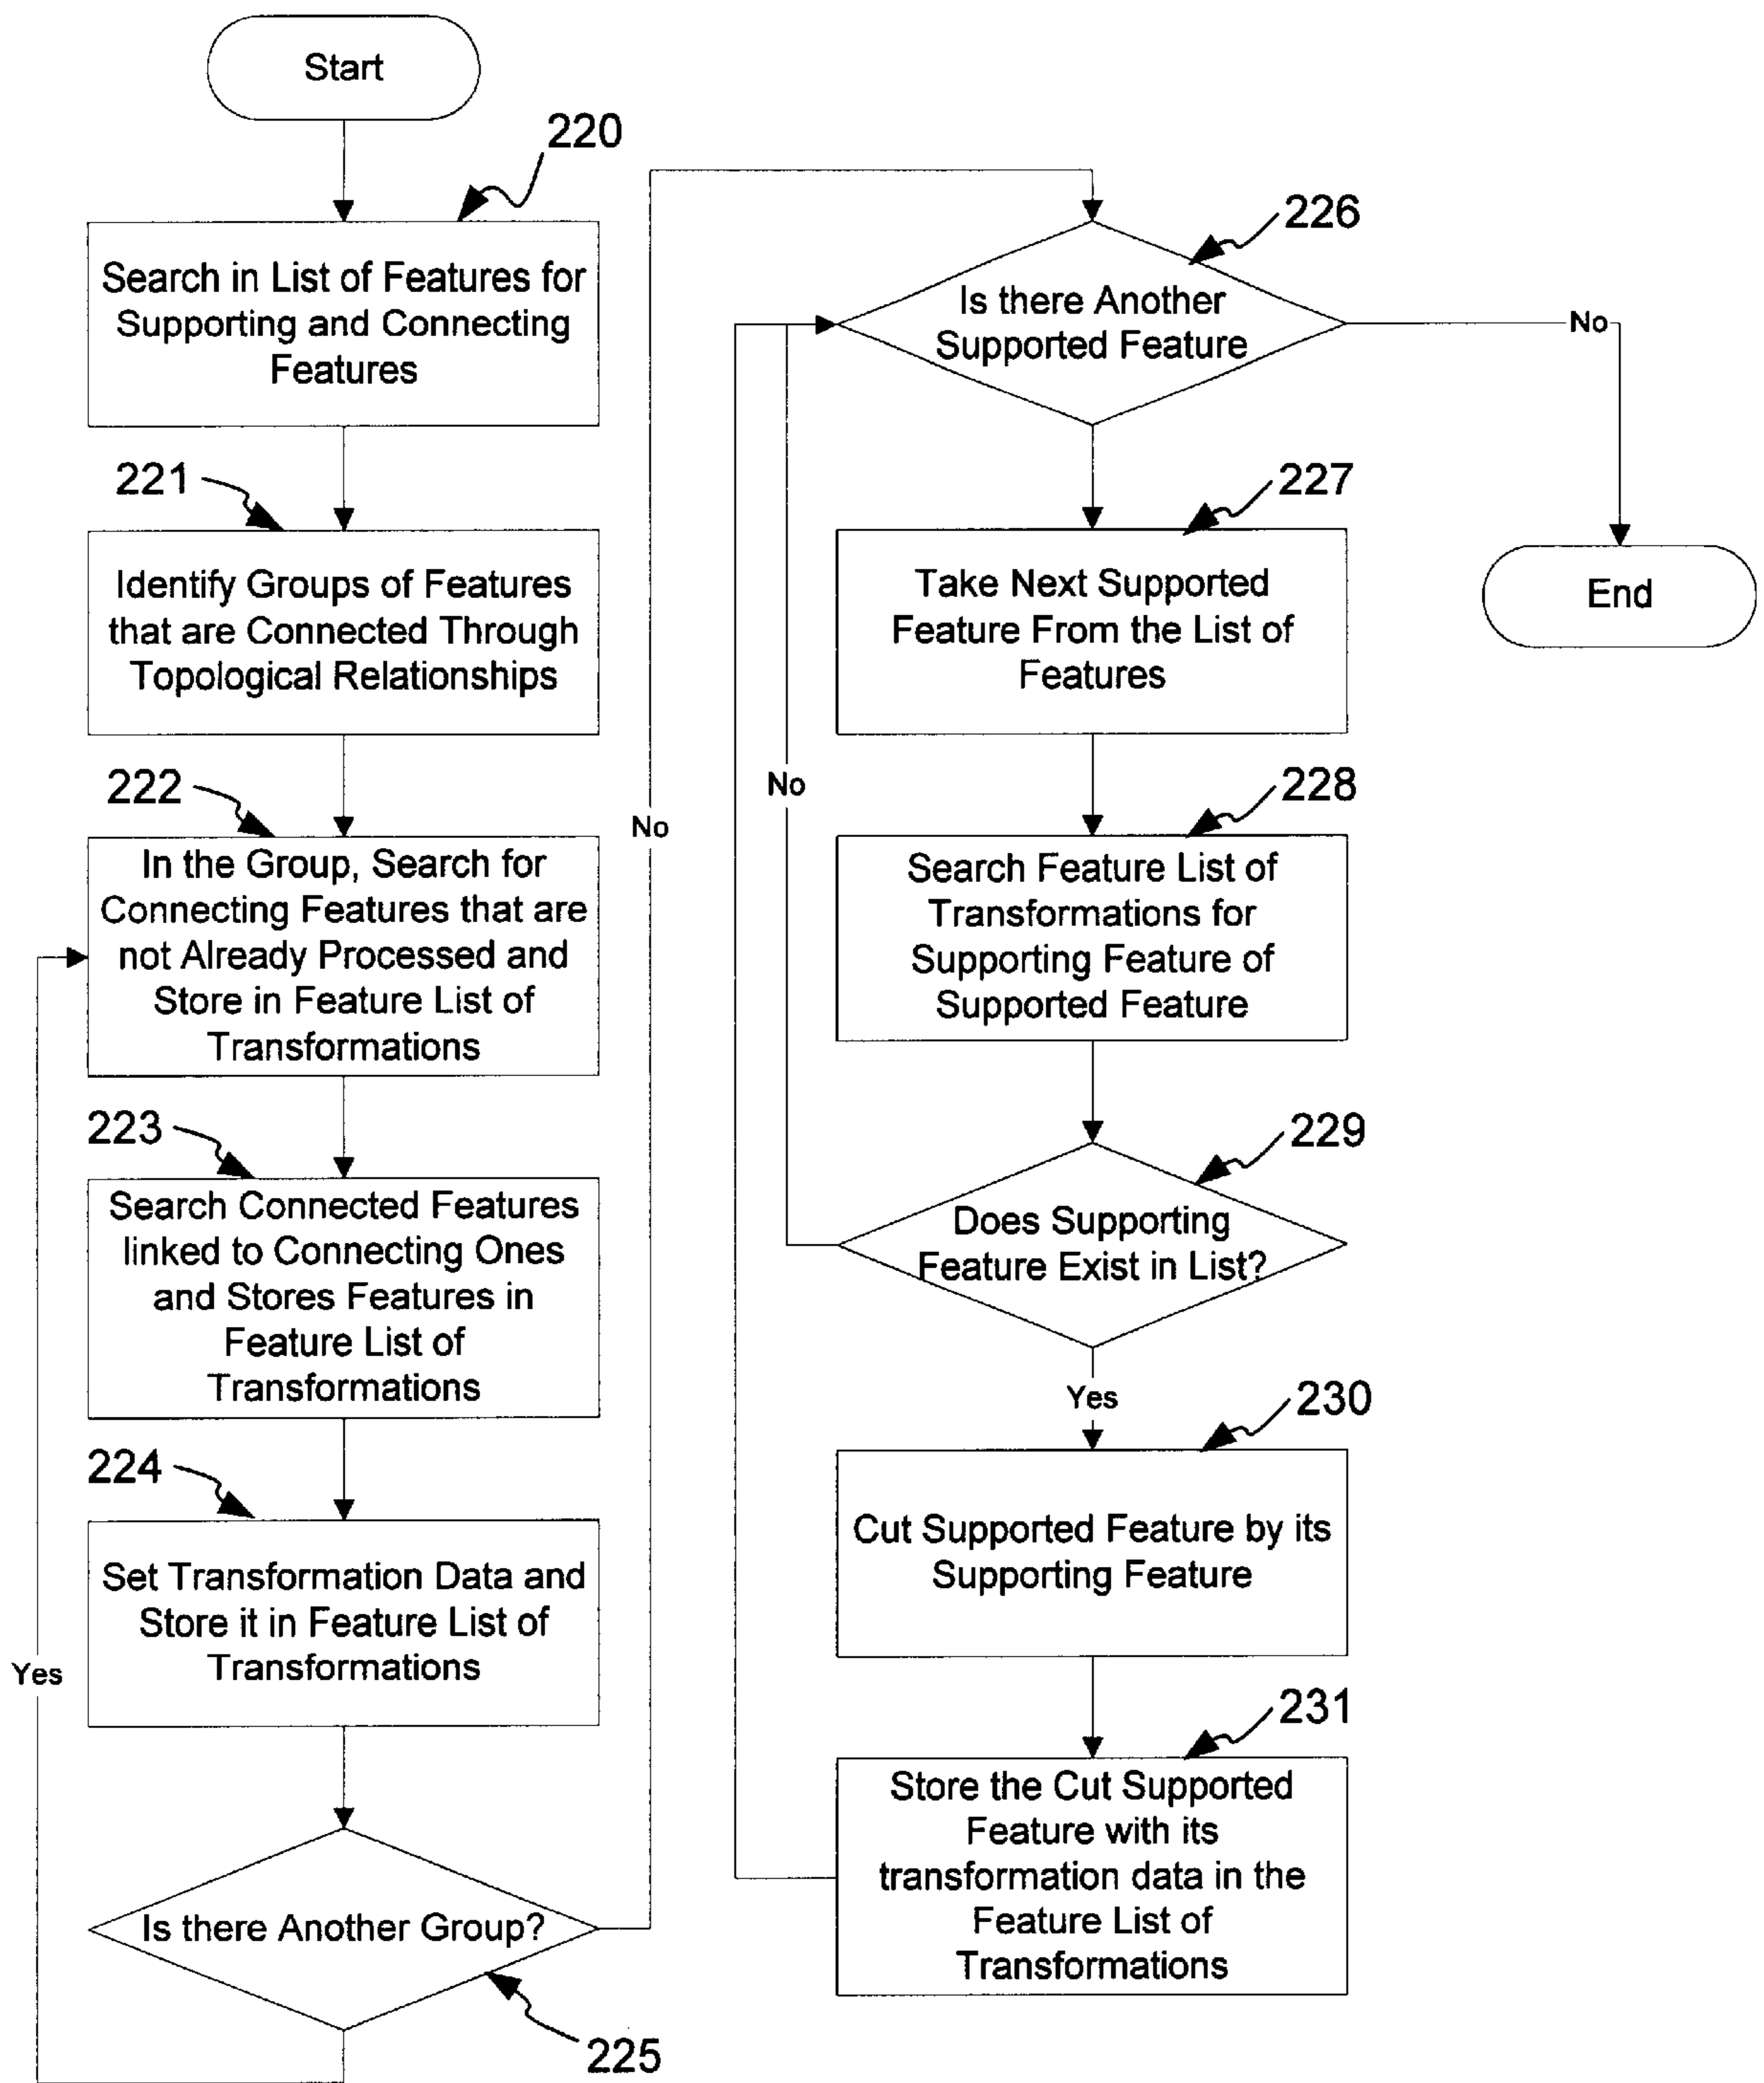 Start
220
Search in List of Features for
Supporting and Connecting
Features
221
Identify Groups of Features
that are Connected Through
Topological Relationships
222
In the Group, Search for
Connecting Features that are
not Already Processed and
Store in Feature List of
Transformations
223
Search Connected Features
linked to Connecting Ones
and Stores Features in
Feature List of
Transformations
224
Set Transformation Data and
Store it in Feature List of
Transformations
Yes
Is there Another Group?
225
No
226
Is there Another
Supported Feature
No
End
227
Take Next Supported
Feature From the List of
Features
No
228
Search Feature List of
Transformations for
Supporting Feature of
Supported Feature
229
Does Supporting
Feature Exist in List?
Yes
230
Cut Supported Feature by its
Supporting Feature
231
Store the Cut Supported
Feature with its
transformation data in the
Feature List of
Transformations